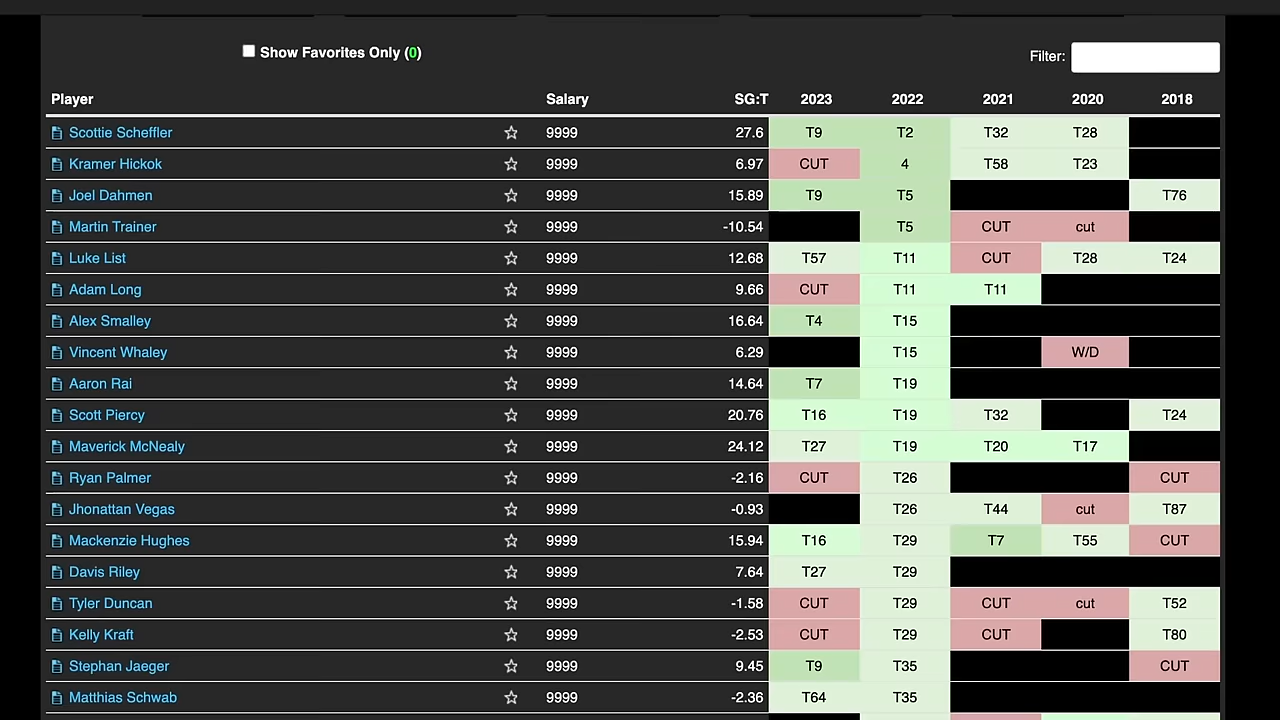 Show Favorites Only (0) Filter:
Player Salary SG:T 2023 2022 2021 2020 2018
Scottie Scheffler 9999 27.6 T9 T2 T32 T28
Kramer Hickok 9999 6.97 CUT 4 T58 T23
Joel Dahmen 9999 15.89 T9 T5 T76
Martin Trainer 9999 -10.54 T5 CUT cut
Luke List 9999 12.68 T57 T11 CUT T28 T24
Adam Long 9999 9.66 CUT T11 T11
Alex Smalley 9999 16.64 T4 T15
Vincent Whaley 9999 6.29 T15 W/D
Aaron Rai 9999 14.64 T7 T19
Scott Piercy 9999 20.76 T16 T19 T32 T24
Maverick McNealy 9999 24.12 T27 T19 T20 T17
Ryan Palmer 9999 -2.16 CUT T26 CUT
Jhonattan Vegas 9999 -0.93 T26 T44 cut T87
Mackenzie Hughes 9999 15.94 T16 T29 T7 T55 CUT
Davis Riley 9999 7.64 T27 T29
Tyler Duncan 9999 -1.58 CUT T29 CUT cut T52
Kelly Kraft 9999 -2.53 CUT T29 CUT T80
Stephan Jaeger 9999 9.45 T9 T35 CUT
Matthias Schwab 9999 -2.36 T64 T35